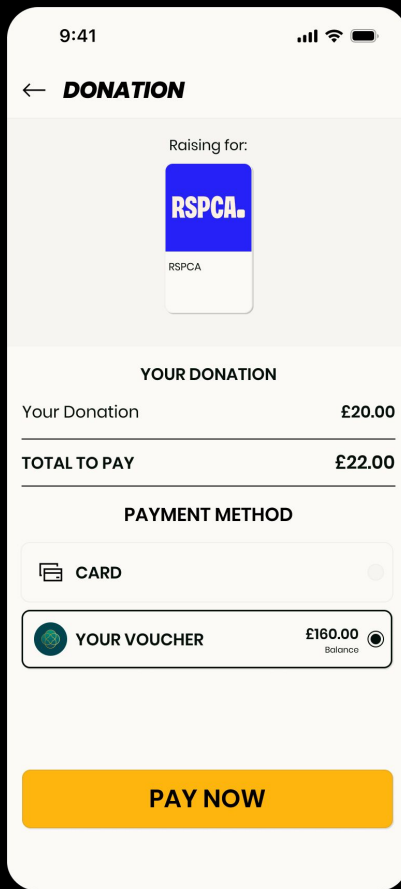 9:41
DONATION
Raising for:
RSPCA.
RSPCA
YOUR DONATION
Your Donation £20.00
TOTAL TO PAY £22.00
PAYMENT METHOD
CARD
YOUR VOUCHER £160.00
Balance
PAY NOW